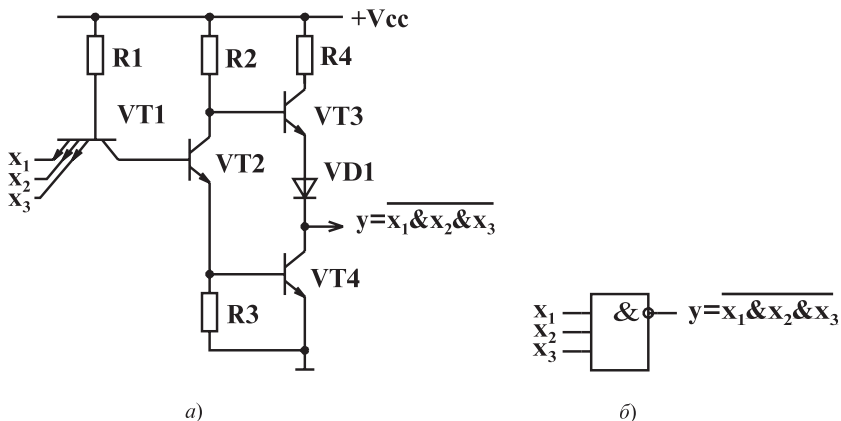 +Vcc
R1
R2
R4
VT1
VT3
x₁
x₂
x₃
VT2
VD1
y=x₁&x₂&x₃
VT4
R3
x₁
x₂
x₃
&
y=x₁&x₂&x₃
а)
б)